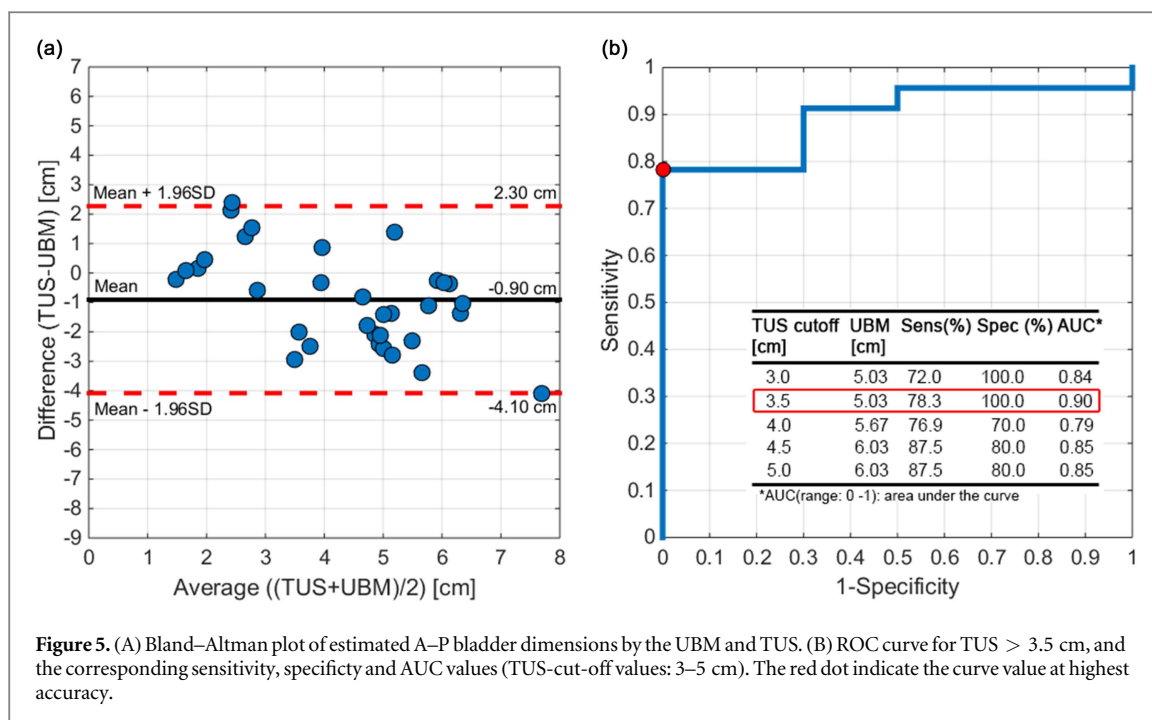 (a)
7
6
5
4
3
2
1
0
-1
-2
-3
-4
-5
-6
-7
-8
-9
Difference (TUS-UBM) [cm]
Mean + 1.96SD 2.30 cm
Mean -0.90 cm
Mean - 1.96SD -4.10 cm
0 1 2 3 4 5 6 7 8
Average ((TUS+UBM)/2) [cm]
(b)
1
0.9
0.8
0.7
0.6
0.5
0.4
0.3
0.2
0.1
0
Sensitivity
TUS cutoff UBM Sens(%) Spec (%) AUC*
[cm] [cm]
3.0 5.03 72.0 100.0 0.84
3.5 5.03 78.3 100.0 0.90
4.0 5.67 76.9 70.0 0.79
4.5 6.03 87.5 80.0 0.85
5.0 6.03 87.5 80.0 0.85
*AUC(range: 0 -1): area under the curve
0 0.1 0.2 0.3 0.4 0.5 0.6 0.7 0.8 0.9 1
1-Specificity
Figure 5. (A) Bland–Altman plot of estimated A–P bladder dimensions by the UBM and TUS. (B) ROC curve for TUS > 3.5 cm, and
the corresponding sensitivity, specificty and AUC values (TUS-cut-off values: 3–5 cm). The red dot indicate the curve value at highest
accuracy.